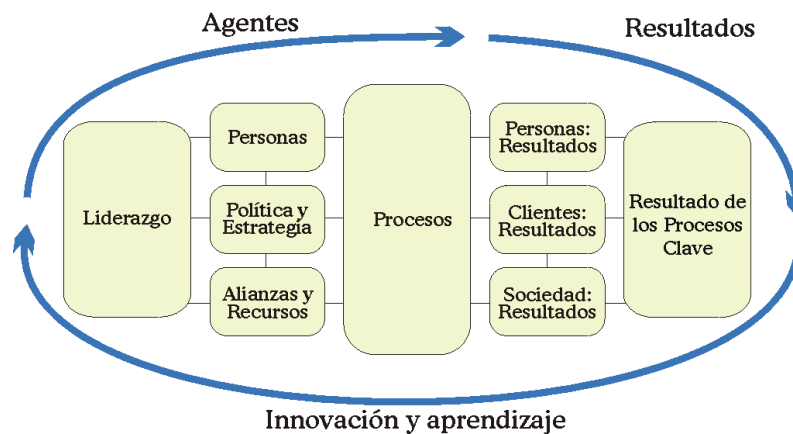 Agentes
Resultados
Liderazgo
Personas
Política y
Estrategia
Alianzas y
Recursos
Procesos
Personas:
Resultados
Clientes:
Resultados
Sociedad:
Resultados
Resultado de
los Procesos
Clave
Innovación y aprendizaje